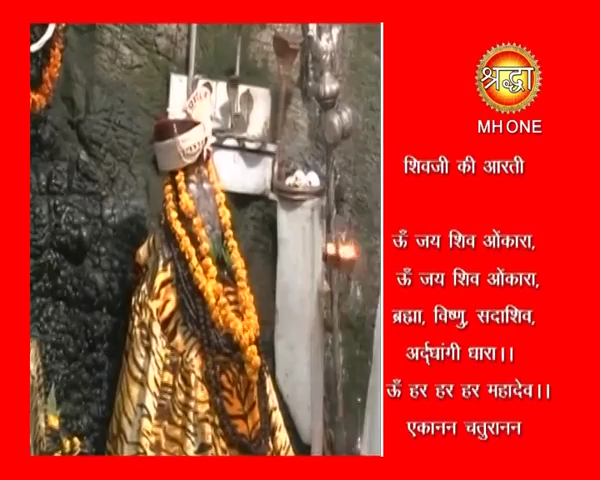 श्रद्धा
MH ONE
शिवजी की आरती
ऊँ जय शिव ओंकारा,
ऊँ जय शिव ओंकारा,
ब्रह्मा, विष्णु, सदाशिव,
अर्द्धांगी धारा।।
ऊँ हर हर हर महादेव।।
एकानन चतुरानन